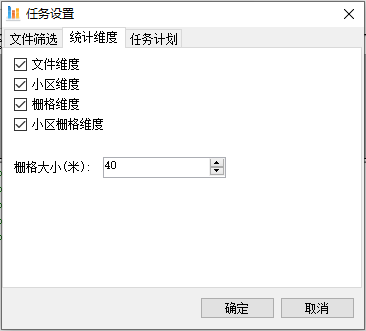 任务设置
文件筛选 统计维度 任务计划
文件维度
小区维度
栅格维度
小区栅格维度
栅格大小(米): 40
确定 取消